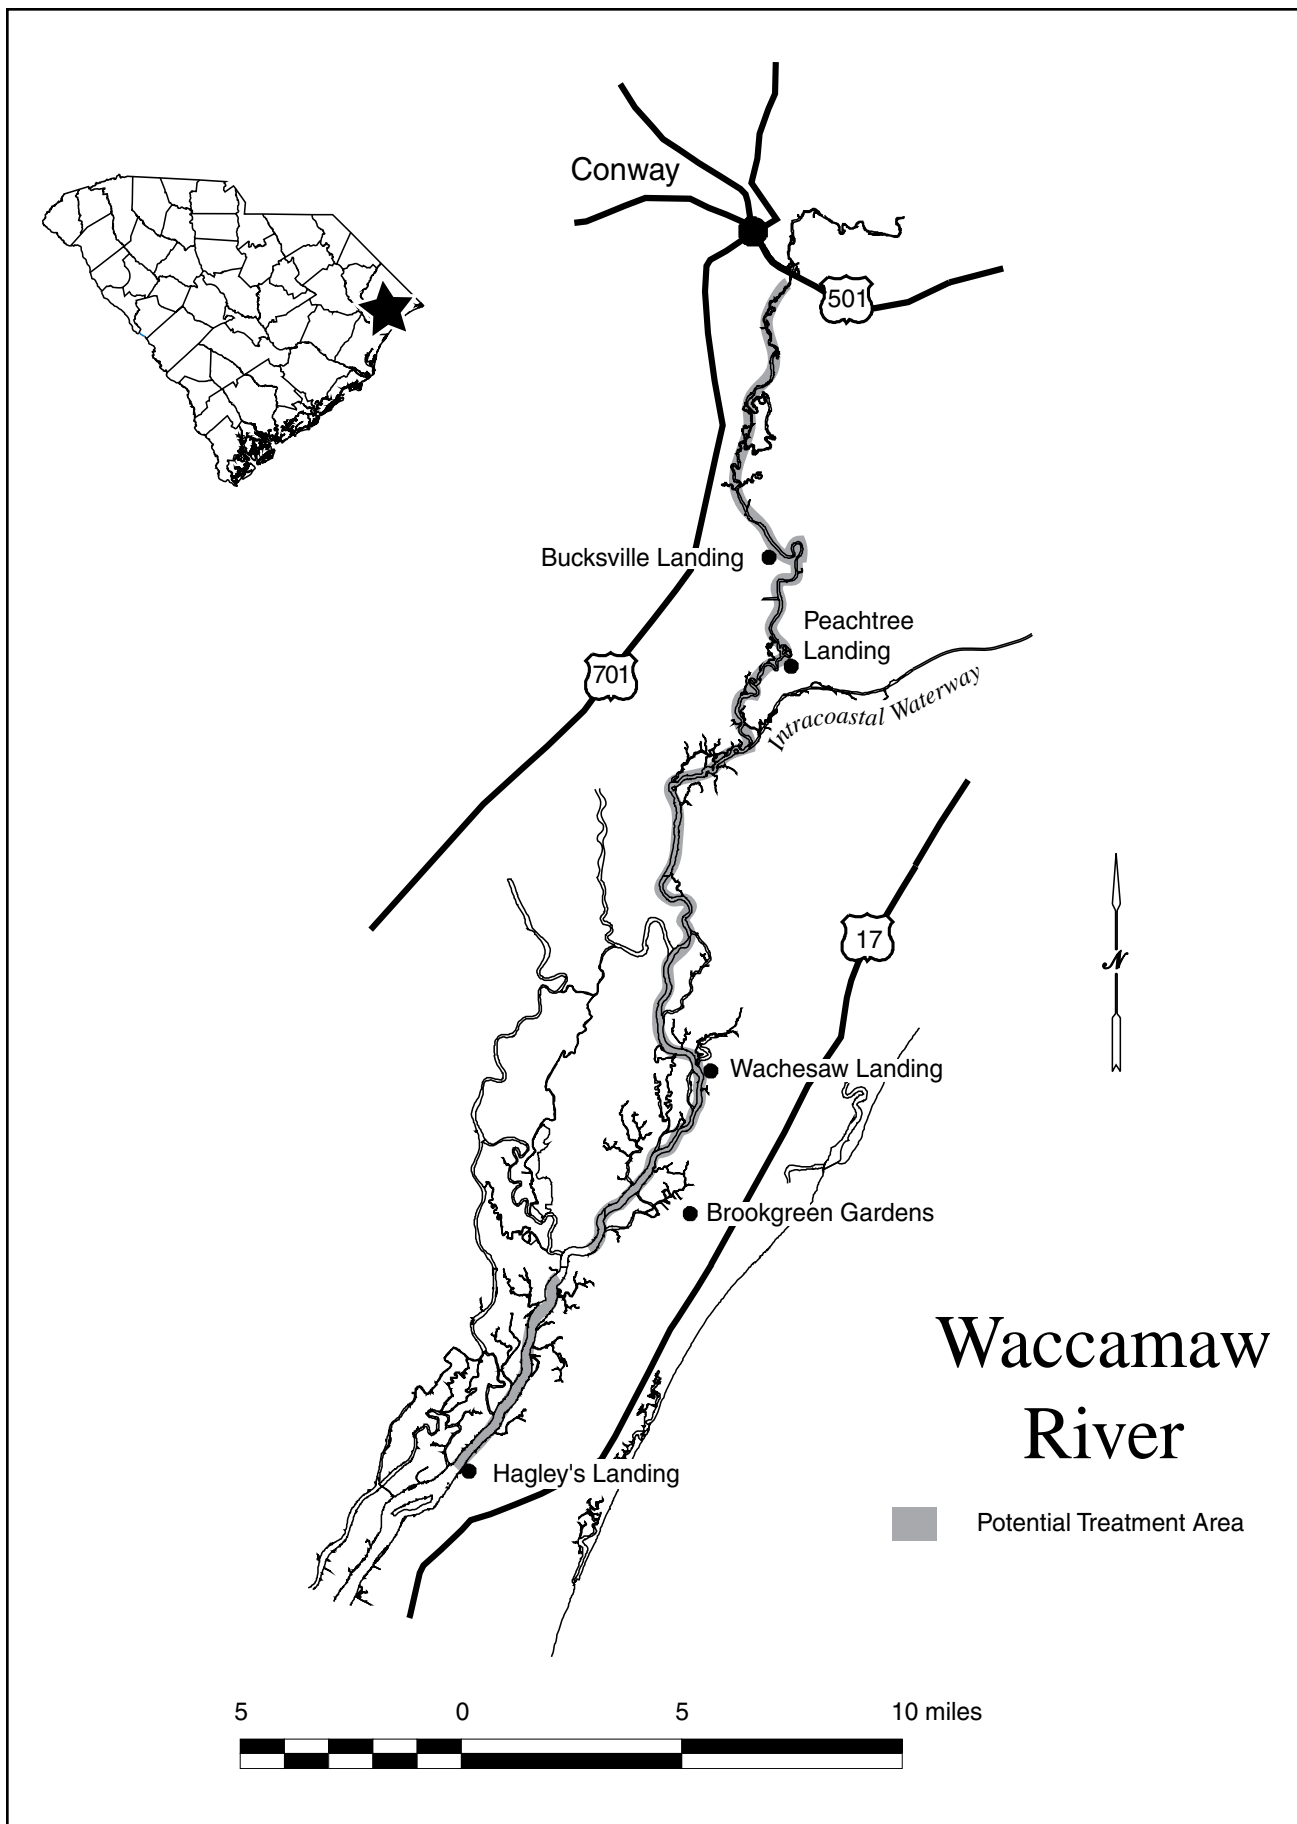 Conway
501
Bucksville Landing
Peachtree
Landing
701
Intracoastal Waterway
17
N
Wachesaw Landing
Brookgreen Gardens
Waccamaw
River
Hagley's Landing
Potential Treatment Area
5 0 5 10 miles